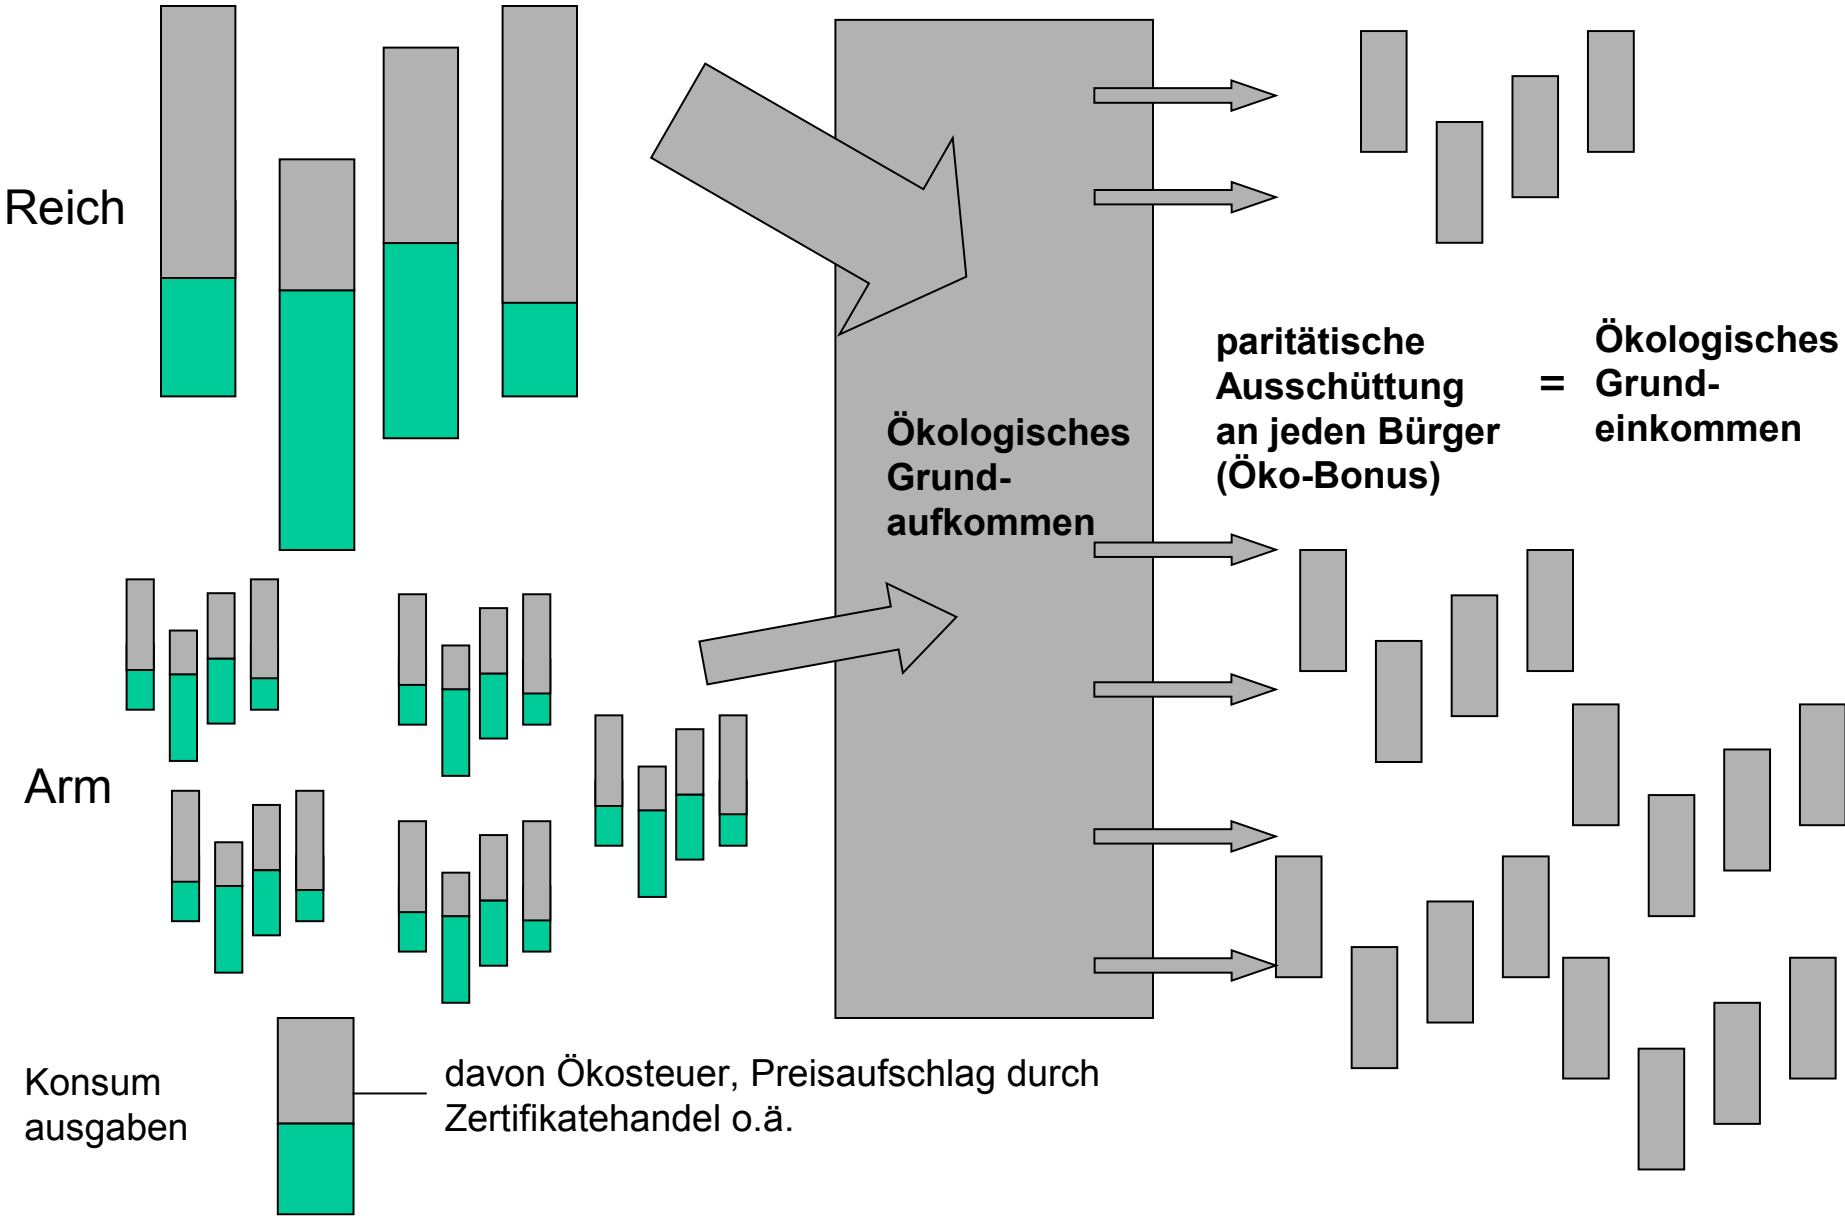 Reich
paritätische
Ausschüttung
an jeden Bürger
(Öko-Bonus)
=
Ökologisches
Grund-
einkommen
Ökologisches
Grund-
aufkommen
Arm
Konsum
ausgaben
davon Ökosteuer, Preisaufschlag durch
Zertifikatehandel o.ä.